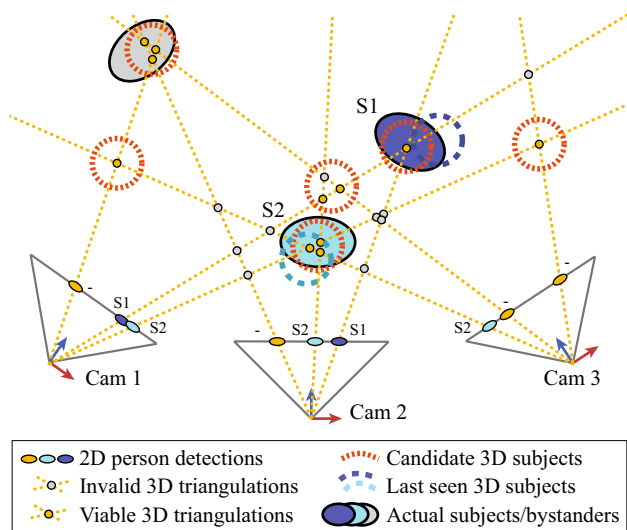 S1
S2
-
S1
S2
-
S2
S1
-
-
S2
Cam 1
Cam 2
Cam 3
2D person detections
Invalid 3D triangulations
Viable 3D triangulations
Candidate 3D subjects
Last seen 3D subjects
Actual subjects/bystanders